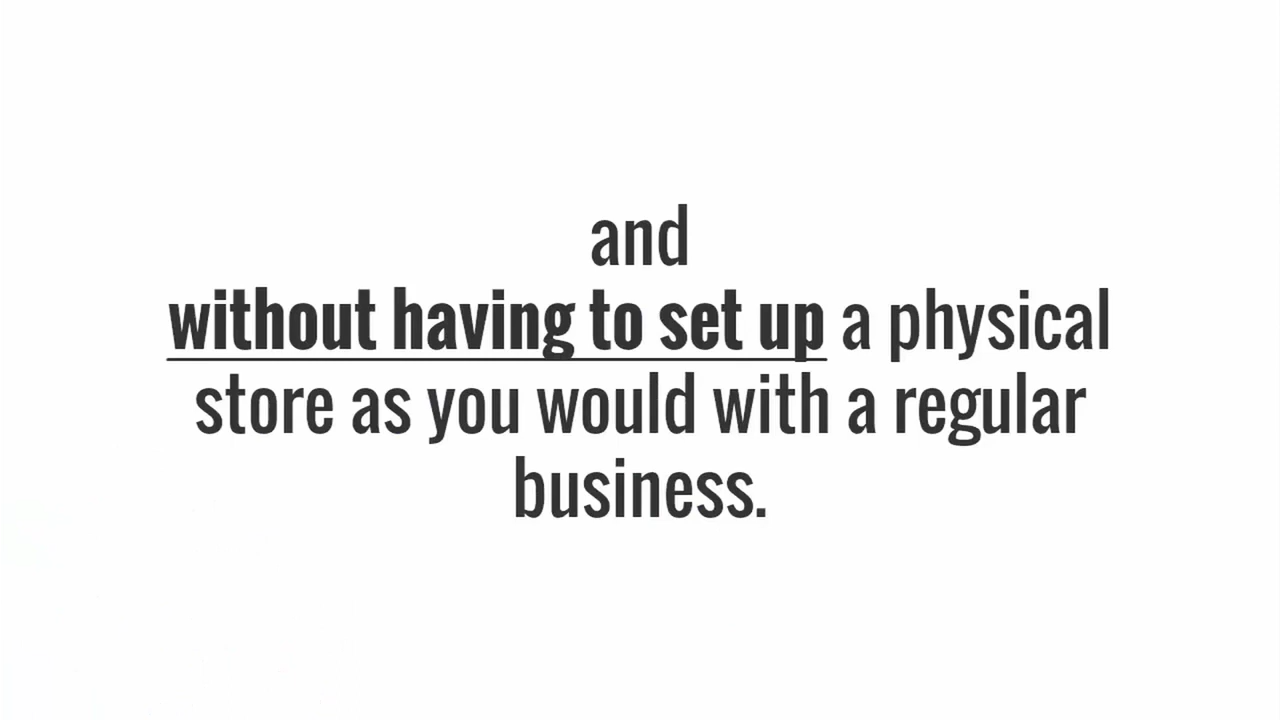 and
without having to set up a physical
store as you would with a regular
business.